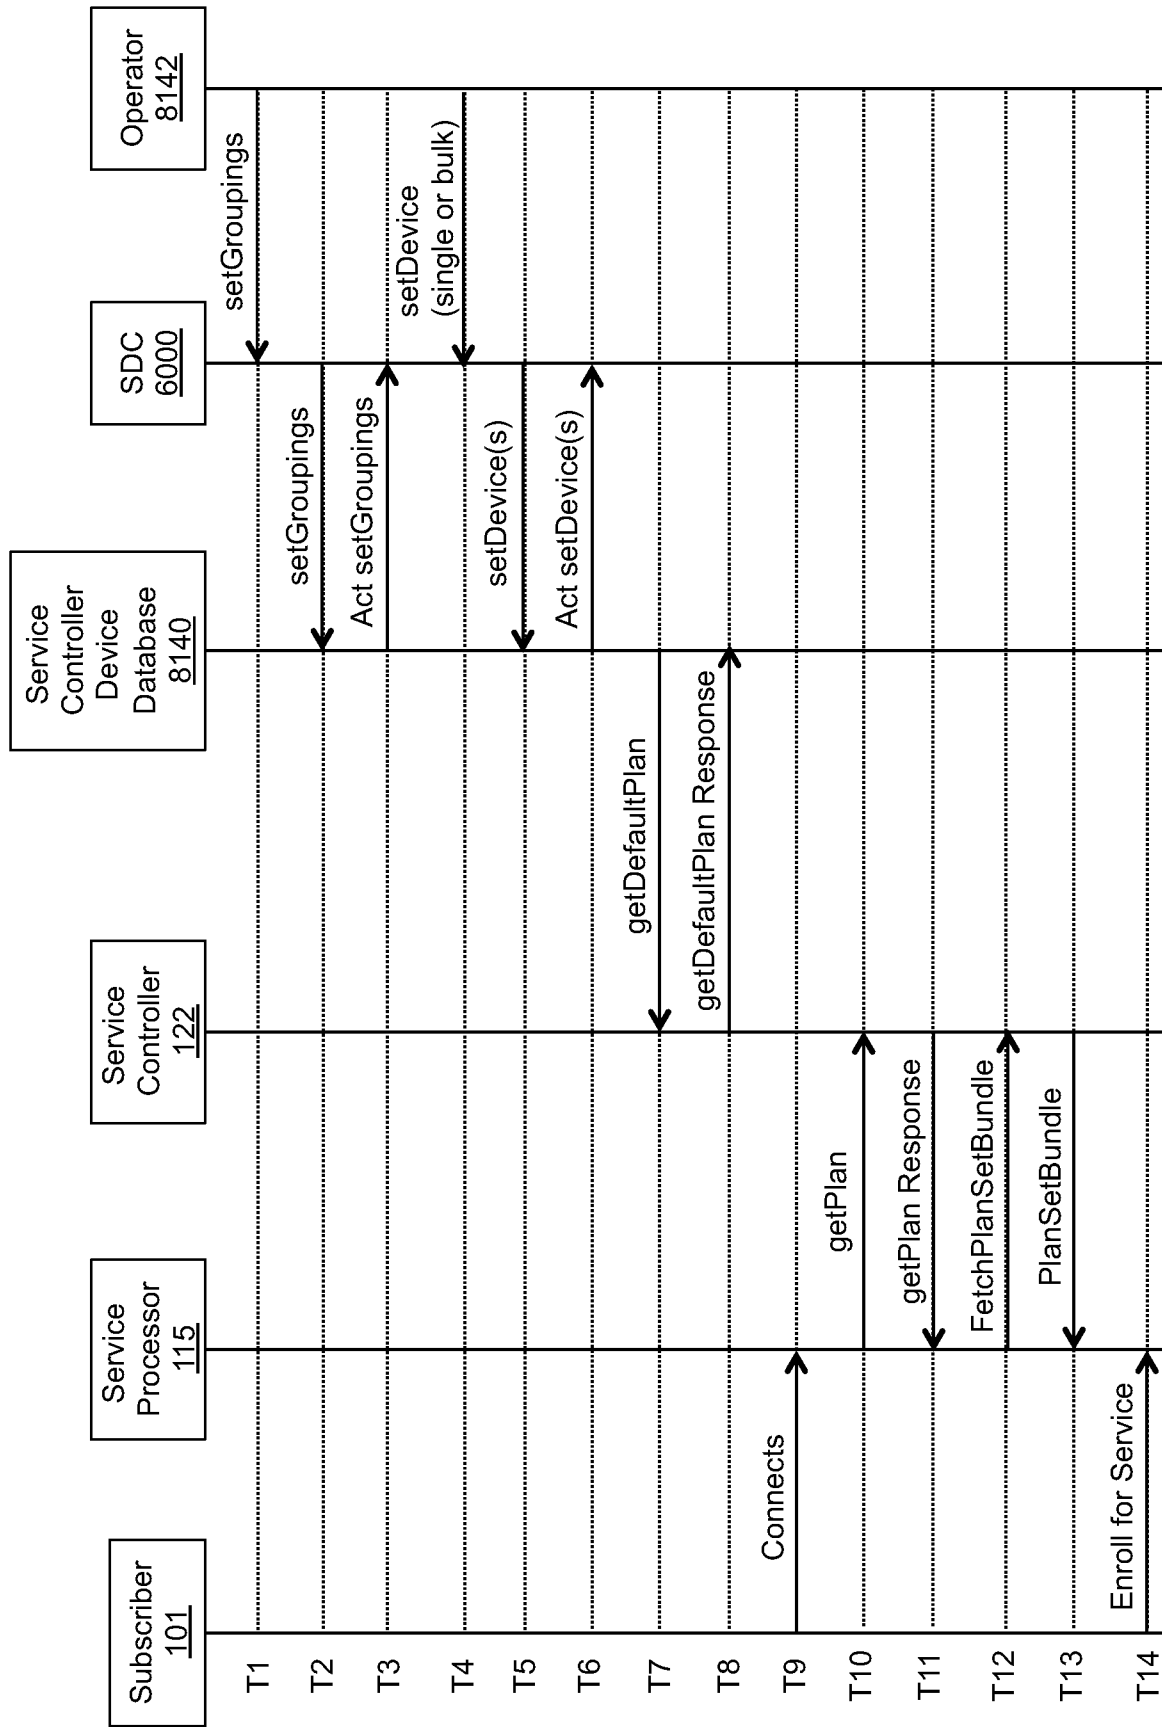 Subscriber
101
Service
Processor
115
Service
Controller
122
Service
Controller
Device
Database
8140
SDC
6000
Operator
8142
T1
setGroupings
T2
setGroupings
T3
Act setGroupings
T4
setDevice
(single or bulk)
T5
setDevice(s)
T6
Act setDevice(s)
T7
getDefaultPlan
T8
getDefaultPlan Response
T9
Connects
T10
getPlan
T11
getPlan Response
T12
FetchPlanSetBundle
T13
PlanSetBundle
T14
Enroll for Service